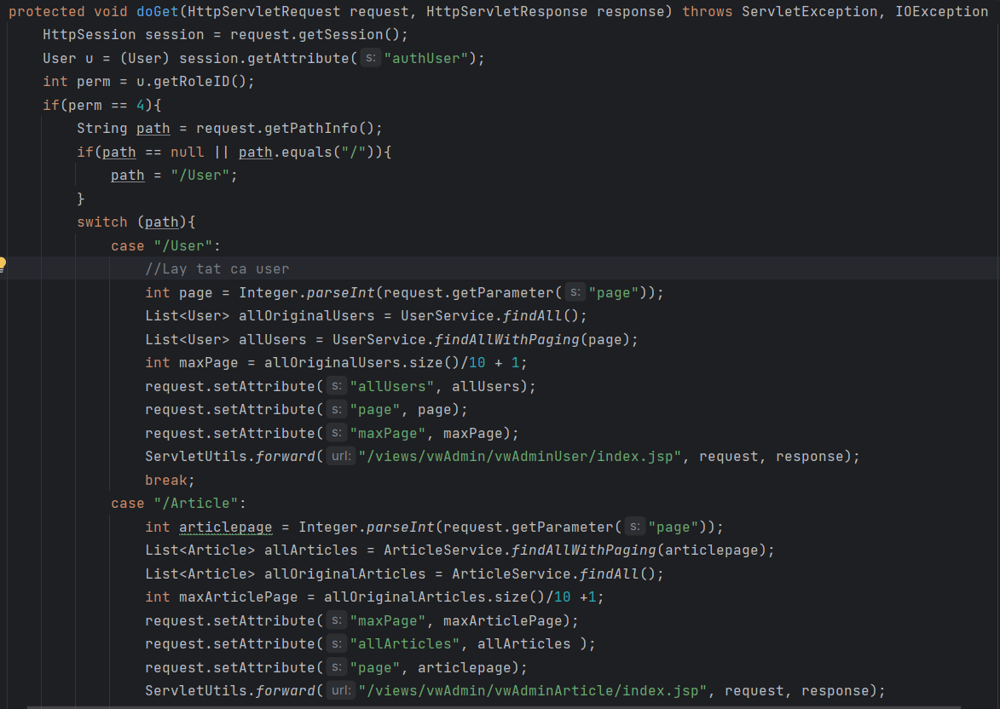 protected void doGet(HttpServletRequest request, HttpServletResponse response) throws ServletException, IOException
HttpSession session = request.getSession();
User u = (User) session.getAttribute( s: "authUser");
int perm = u.getRoleID();
if(perm == 4){
String path = request.getPathInfo();
if(path == null || path.equals("/")){
path = "/User";
}
switch (path){
case "/User":
//Lay tat ca user
int page = Integer.parseInt(request.getParameter( s: "page"));
List<User> allOriginalUsers = UserService.findAll();
List<User> allUsers = UserService.findAllWithPaging(page);
int maxPage = allOriginalUsers.size()/10 + 1;
request.setAttribute( s: "allUsers", allUsers);
request.setAttribute( s: "page", page);
request.setAttribute( s: "maxPage", maxPage);
ServletUtils.forward( url: "/views/vwAdmin/vwAdminUser/index.jsp", request, response);
break;
case "/Article":
int articlepage = Integer.parseInt(request.getParameter( s: "page"));
List<Article> allArticles = ArticleService.findAllWithPaging(articlepage);
List<Article> allOriginalArticles = ArticleService.findAll();
int maxArticlePage = allOriginalArticles.size()/10 +1;
request.setAttribute( s: "maxPage", maxArticlePage);
request.setAttribute( s: "allArticles", allArticles );
request.setAttribute( s: "page", articlepage);
ServletUtils.forward( url: "/views/vwAdmin/vwAdminArticle/index.jsp", request, response);